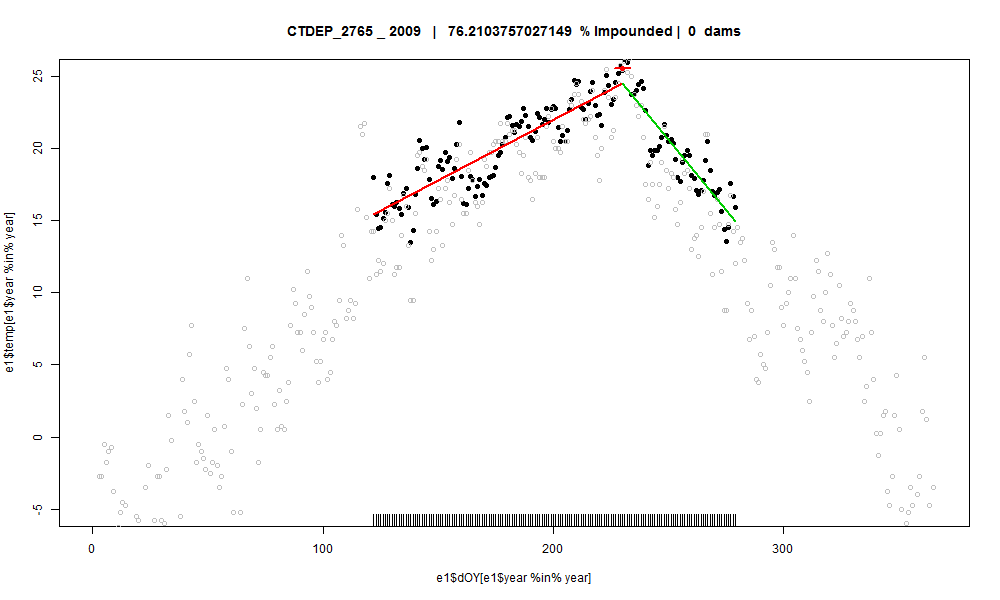 CTDEP_2765 _ 2009 | 76.2103757027149 % Impounded | 0 dams
e1$temp[e1$year %in% year]
25
20
15
10
5
0
-5
0 100 200 300
e1$dOY[e1$year %in% year]